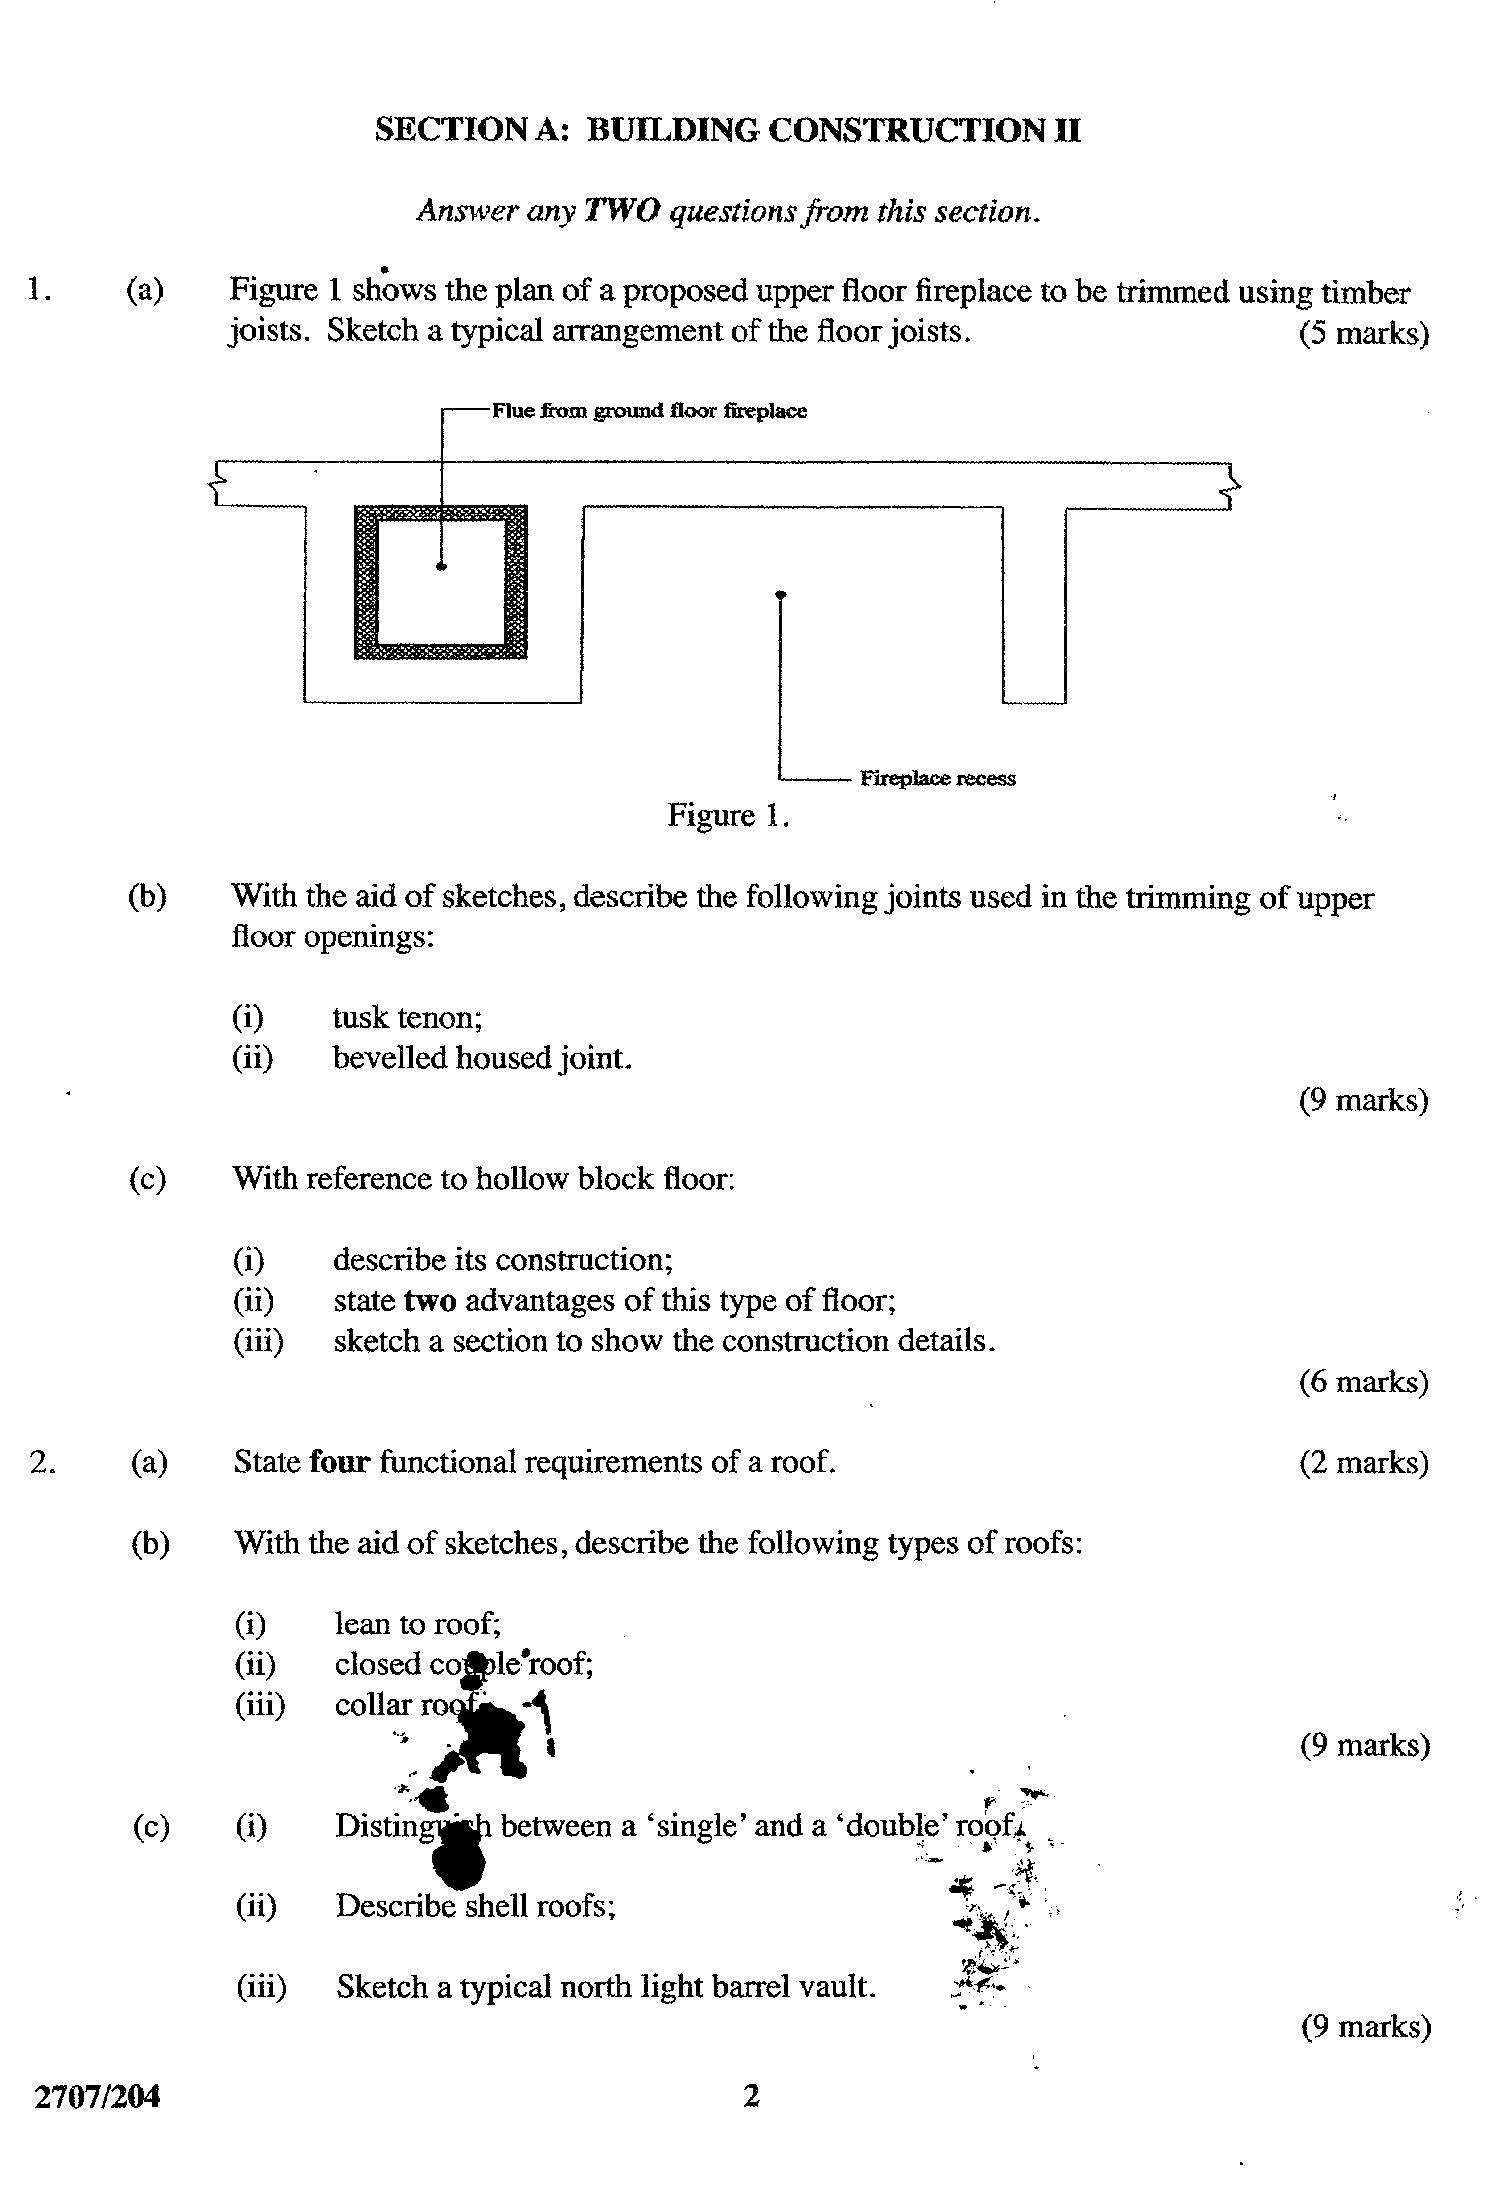 SECTION A: BUILDING CONSTRUCTION II
Answer any TWO questions from this section.
1. (a) Figure 1 shows the plan of a proposed upper floor fireplace to be trimmed using timber
joists. Sketch a typical arrangement of the floor joists. (5 marks)
Flue from ground floor fireplace
Fireplace recess
Figure 1.
(b) With the aid of sketches, describe the following joints used in the trimming of upper
floor openings:
(i) tusk tenon;
(ii) bevelled housed joint.
(9 marks)
(c) With reference to hollow block floor:
(i) describe its construction;
(ii) state two advantages of this type of floor;
(iii) sketch a section to show the construction details.
(6 marks)
2. (a) State four functional requirements of a roof. (2 marks)
(b) With the aid of sketches, describe the following types of roofs:
(i) lean to roof;
(ii) closed couple roof;
(iii) collar roof.
(9 marks)
(c) (i) Distinguish between a ‘single’ and a ‘double’ roof.
(ii) Describe shell roofs;
(iii) Sketch a typical north light barrel vault.
(9 marks)
2707/204 2